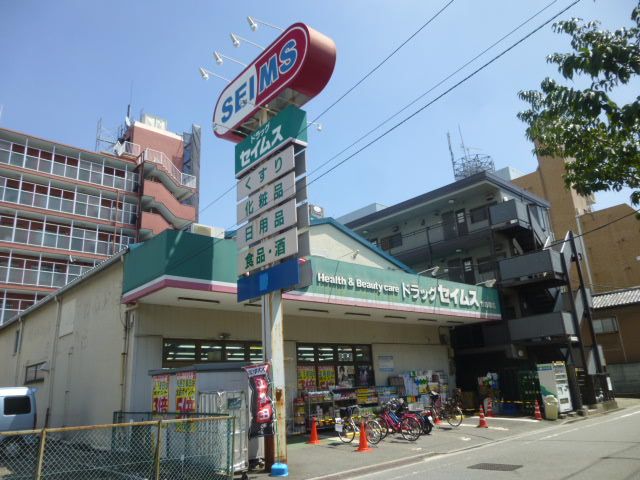 SEIMS
ドラッグ
セイムス
くすり
化粧品
日用品
食品・酒
Health & Beauty care ドラッグ セイムス